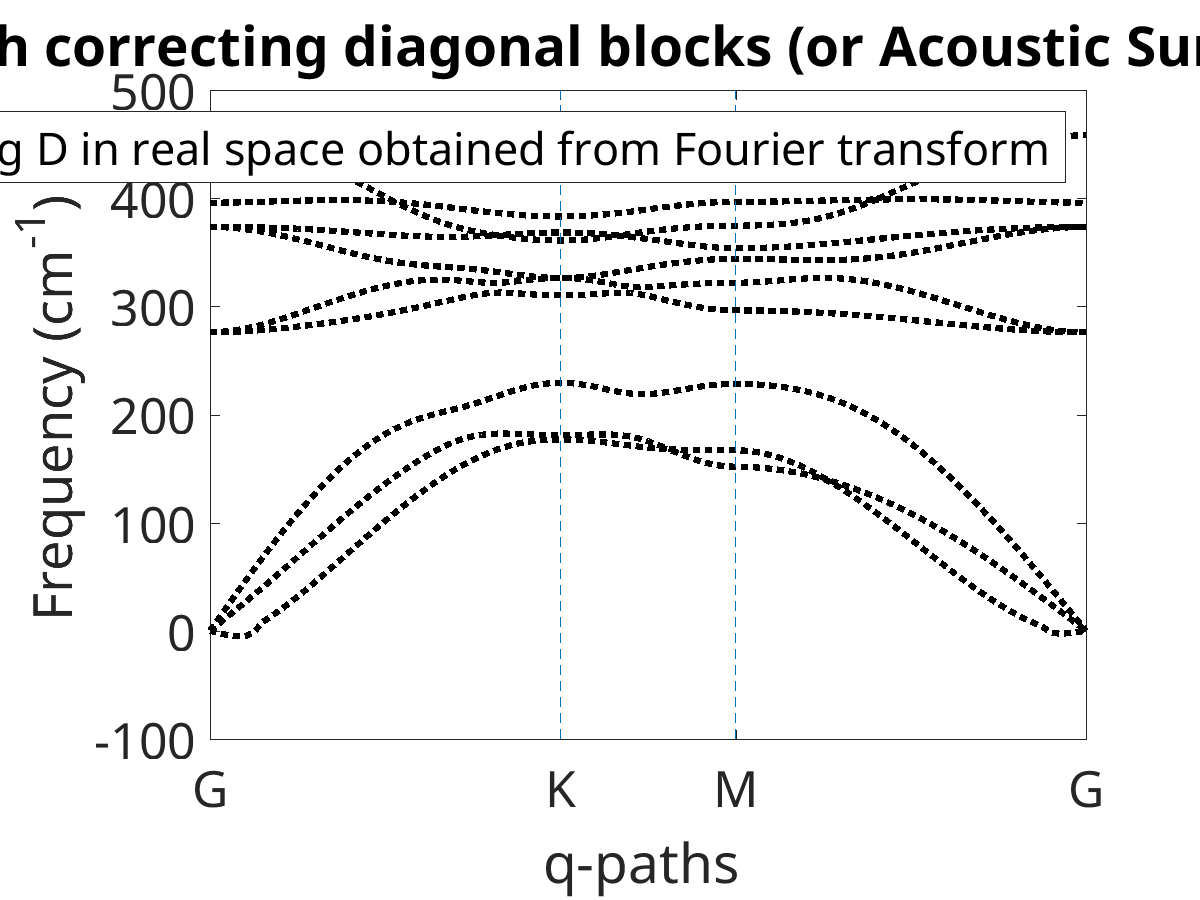 h correcting diagonal blocks (or Acoustic Su
g D in real space obtained from Fourier transform
500
400
300
200
100
0
-100
Frequency (cm⁻¹)
G K M G
q-paths